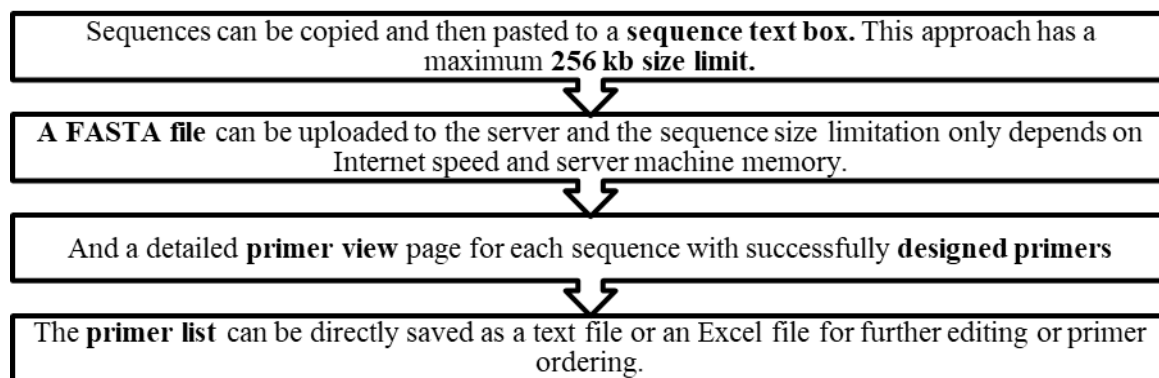 Sequences can be copied and then pasted to a sequence text box. This approach has a
maximum 256 kb size limit.
A FASTA file can be uploaded to the server and the sequence size limitation only depends on
Internet speed and server machine memory.
And a detailed primer view page for each sequence with successfully designed primers
The primer list can be directly saved as a text file or an Excel file for further editing or primer
ordering.